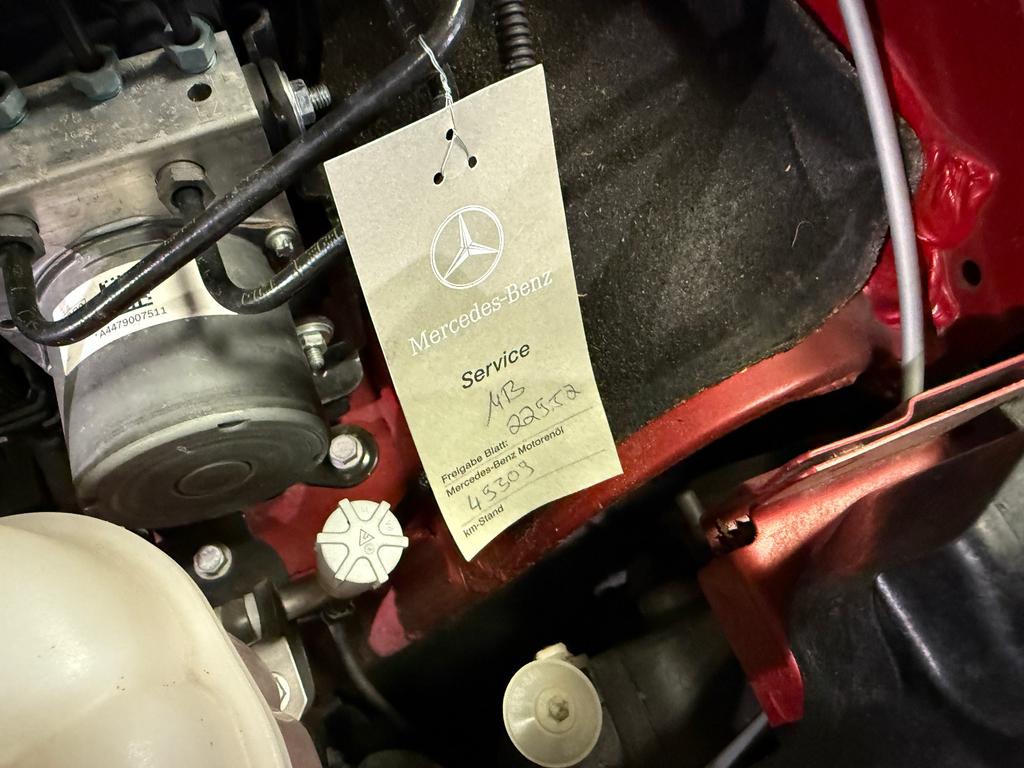 Mercedes-Benz
Service
MB
Freigabe Blatt: 229.52
Mercedes-Benz Motorenöl
45309
km-Stand
A4479007511